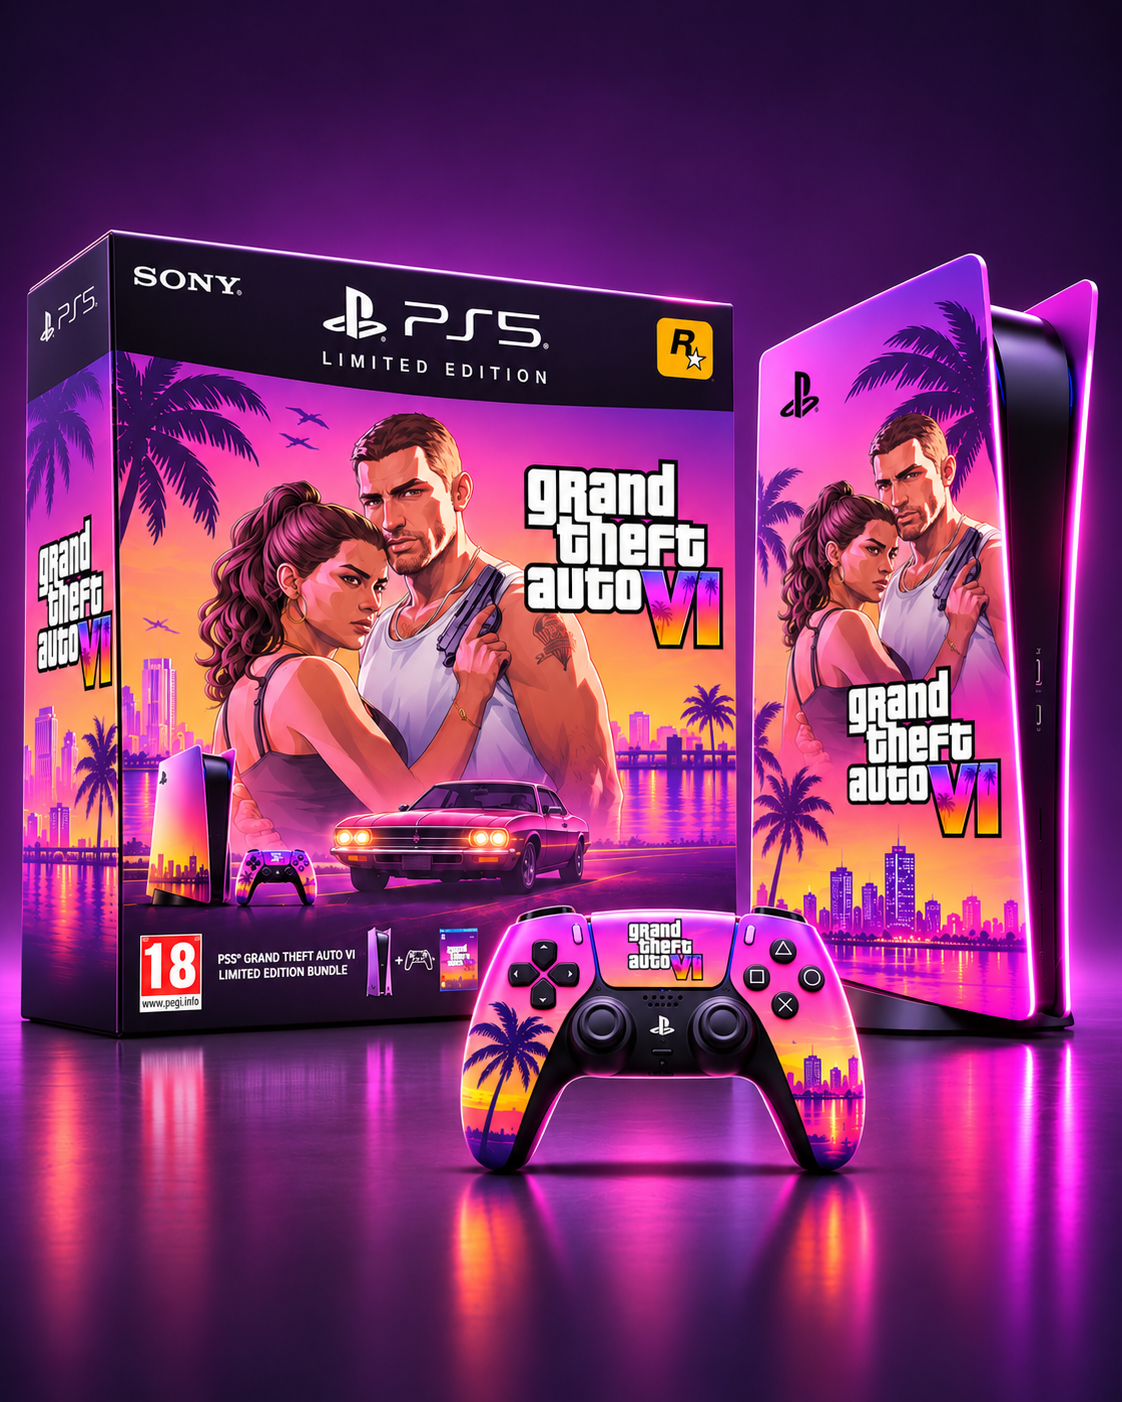 PS5
SONY
PS5
LIMITED EDITION
R
grand
theft
auto VI
grand
theft
auto VI
grand
theft
auto VI
18
www.pegi.info
PS5® GRAND THEFT AUTO VI
LIMITED EDITION BUNDLE
+
grand
theft
auto VI